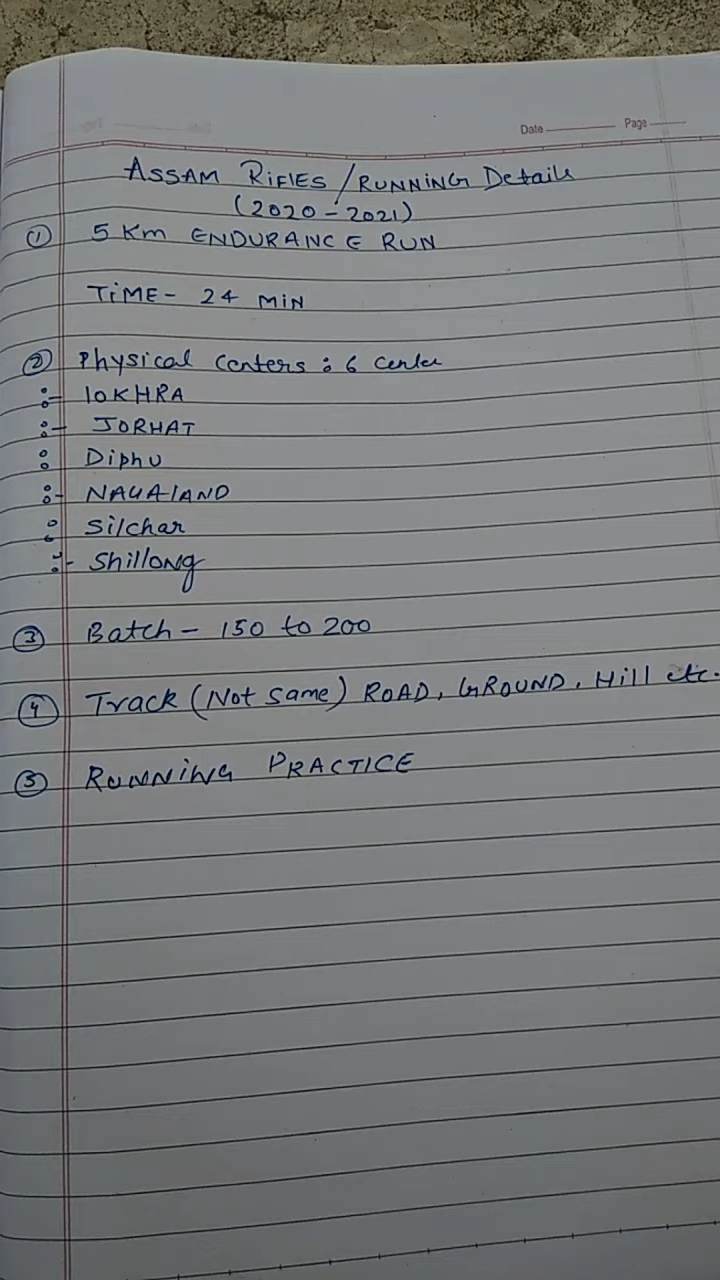 Date Page
ASSAM RIFlES / RUNNING Details
(2020-2021)
① 5 Km ENDURANCE RUN
TiME- 24 MiN
② Physical Centers : 6 Center
:- lOKHRA
:- JORHAT
: Diphu
:- NAGAlAND
: Silchar
:- Shillong
③ Batch - 150 to 200
④ Track (Not same) ROAD, GROUND, Hill etc.
⑤ RUNNiNG PRACTICE